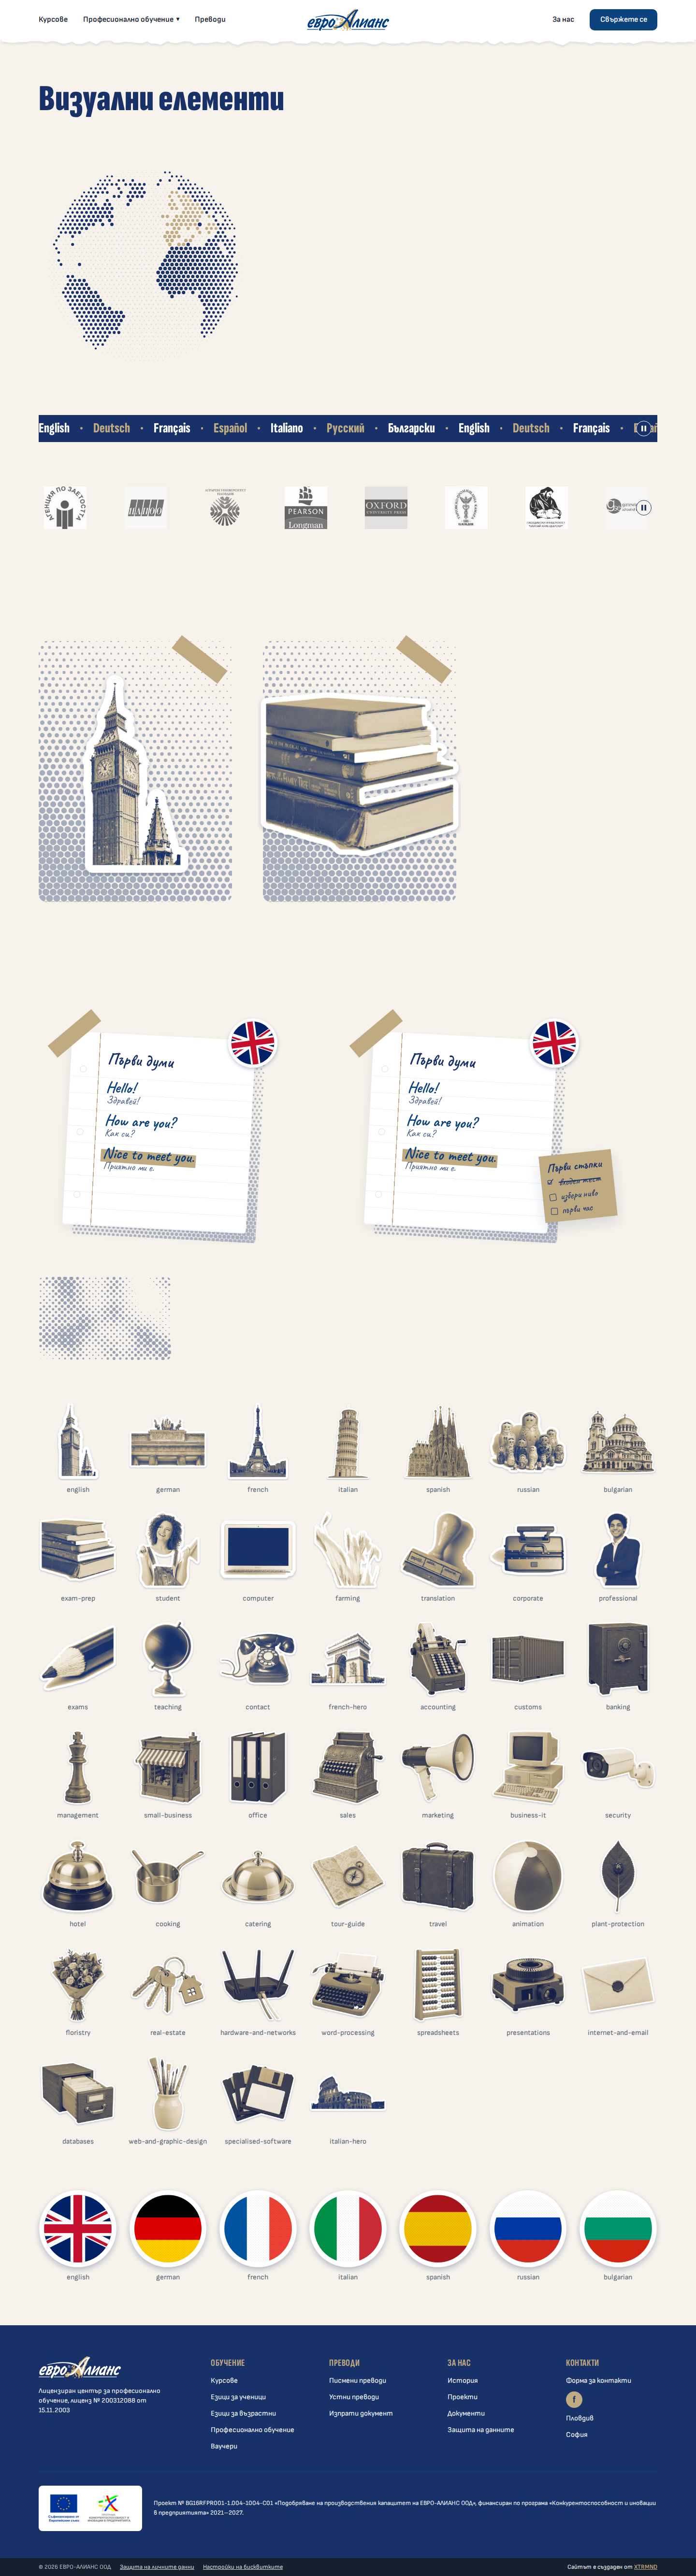 Курсове
Професионално обучение ▾
Преводи
евроАлианс
За нас
Свържете се
Визуални елементи
English • Deutsch • Français • Español • Italiano • Русский • Български • English • Deutsch • Français •
АГЕНЦИЯ ПО ЗАЕТОСТТА
НАПОО
PEARSON
Longman
OXFORD
UNIVERSITY PRESS
Първи думи
Hello!
Здравей!
How are you?
Как си?
Nice to meet you.
Приятно ми е.
Първи думи
Hello!
Здравей!
How are you?
Как си?
Nice to meet you.
Приятно ми е.
Първи стъпки
входен тест
избери ниво
първи час
english
german
french
italian
spanish
russian
bulgarian
exam-prep
student
computer
farming
translation
corporate
professional
exams
teaching
contact
french-hero
accounting
customs
banking
management
small-business
office
sales
marketing
business-it
security
hotel
cooking
catering
tour-guide
travel
animation
plant-protection
floristry
real-estate
hardware-and-networks
word-processing
spreadsheets
presentations
internet-and-email
databases
web-and-graphic-design
specialised-software
italian-hero
english
german
french
italian
spanish
russian
bulgarian
евроАлианс
Лицензиран център за професионално
обучение, лиценз № 200312088 от
15.11.2003
ОБУЧЕНИЕ
Курсове
Езици за ученици
Езици за възрастни
Професионално обучение
Ваучери
ПРЕВОДИ
Писмени преводи
Устни преводи
Изпрати документ
ЗА НАС
История
Проекти
Документи
Защита на данните
КОНТАКТИ
Форма за контакти
f
Пловдив
София
Проект № BG16RFPR001-1.004-1004-C01 «Подобряване на производствения капацитет на ЕВРО-АЛИАНС ООД», финансиран по програма «Конкурентоспособност и иновации
в предприятията» 2021–2027.
© 2026 ЕВРО-АЛИАНС ООД
Защита на личните данни
Настройки на бисквитките
Сайтът е създаден от XTRMND